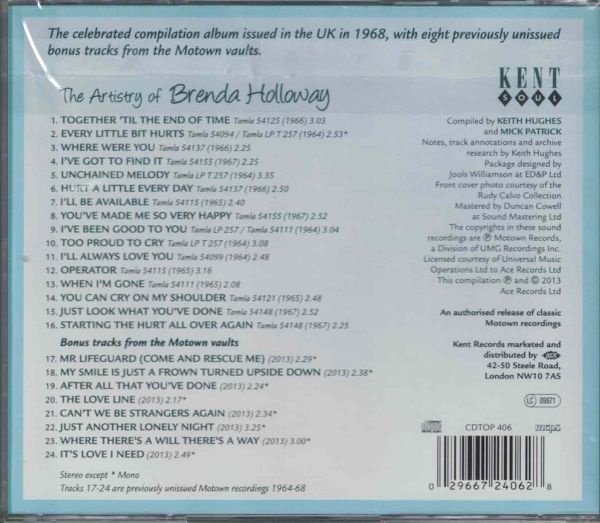 The celebrated compilation album issued in the UK in 1968, with eight previously unissued
bonus tracks from the Motown vaults.
The Artistry of Brenda Holloway
1. TOGETHER 'TIL THE END OF TIME Tamla 54125 (1966) 3.03
2. EVERY LITTLE BIT HURTS Tamla 54094 / Tamla LP T 257 (1964) 2.53*
3. WHERE WERE YOU Tamla 54137 (1966) 2.25
4. I'VE GOT TO FIND IT Tamla 54155 (1967) 2.25
5. UNCHAINED MELODY Tamla LP T 257 (1964) 3.35
6. HURT A LITTLE EVERY DAY Tamla 54137 (1966) 2.50
7. I'LL BE AVAILABLE Tamla 54115 (1965) 2.40
8. YOU'VE MADE ME SO VERY HAPPY Tamla 54155 (1967) 2.52
9. I'VE BEEN GOOD TO YOU Tamla LP 257 / Tamla 54111 (1964) 3.04
10. TOO PROUD TO CRY Tamla LP T 257 (1964) 3.08
11. I'LL ALWAYS LOVE YOU Tamla 54099 (1964) 2.48
12. OPERATOR Tamla 54115 (1965) 3.16
13. WHEN I'M GONE Tamla 54111 (1965) 2.08
14. YOU CAN CRY ON MY SHOULDER Tamla 54121 (1965) 2.48
15. JUST LOOK WHAT YOU'VE DONE Tamla 54148 (1967) 2.52
16. STARTING THE HURT ALL OVER AGAIN Tamla 54148 (1967) 2.25
Bonus tracks from the Motown vaults
17. MR LIFEGUARD (COME AND RESCUE ME) (2013) 2.29*
18. MY SMILE IS JUST A FROWN TURNED UPSIDE DOWN (2013) 2.38*
19. AFTER ALL THAT YOU'VE DONE (2013) 2.24*
20. THE LOVE LINE (2013) 2.17*
21. CAN'T WE BE STRANGERS AGAIN (2013) 2.34*
22. JUST ANOTHER LONELY NIGHT (2013) 3.25*
23. WHERE THERE'S A WILL THERE'S A WAY (2013) 3.00*
24. IT'S LOVE I NEED (2013) 2.49*
Stereo except * Mono
Tracks 17-24 are previously unissued Motown recordings 1964-68
KENT
SOUL
Compiled by KEITH HUGHES
and MICK PATRICK
Notes, track annotations and archive
research by Keith Hughes
Package designed by
Jools Williamson at ED&P Ltd
Front cover photo courtesy of the
Rudy Calvo Collection
Mastered by Duncan Cowell
at Sound Mastering Ltd
The copyrights in these sound
recordings are ℗ Motown Records,
a Division of UMG Recordings Inc.
Licensed courtesy of Universal Music
Operations Ltd to Ace Records Ltd
This compilation ℗ and © 2013
Ace Records Ltd
An authorised release of classic
Motown recordings
Kent Records marketed and
distributed by ace
42-50 Steele Road,
London NW10 7AS
LC 09671
CDTOP 406
mcps
0 29667 24062 8